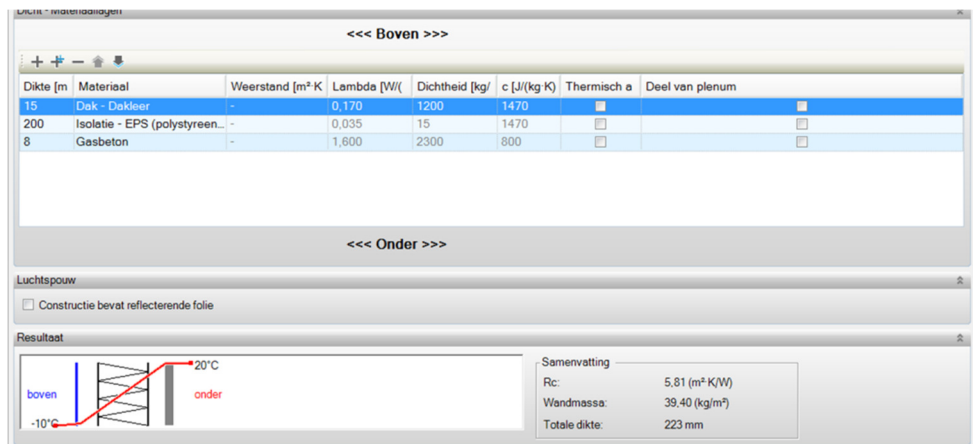 Dicht - Materiaallagen
<<< Boven >>>
Dikte [m Materiaal Weerstand [m²·K Lambda [W/( Dichtheid [kg/ c [J/(kg·K) Thermisch a Deel van plenum
15 Dak - Dakleer - 0,170 1200 1470
200 Isolatie - EPS (polystyreen... - 0,035 15 1470
8 Gasbeton - 1,600 2300 800
<<< Onder >>>
Luchtspouw
Constructie bevat reflecterende folie
Resultaat
20°C
boven
onder
-10°C
Samenvatting
Rc: 5,81 (m² K/W)
Wandmassa: 39,40 (kg/m²)
Totale dikte: 223 mm